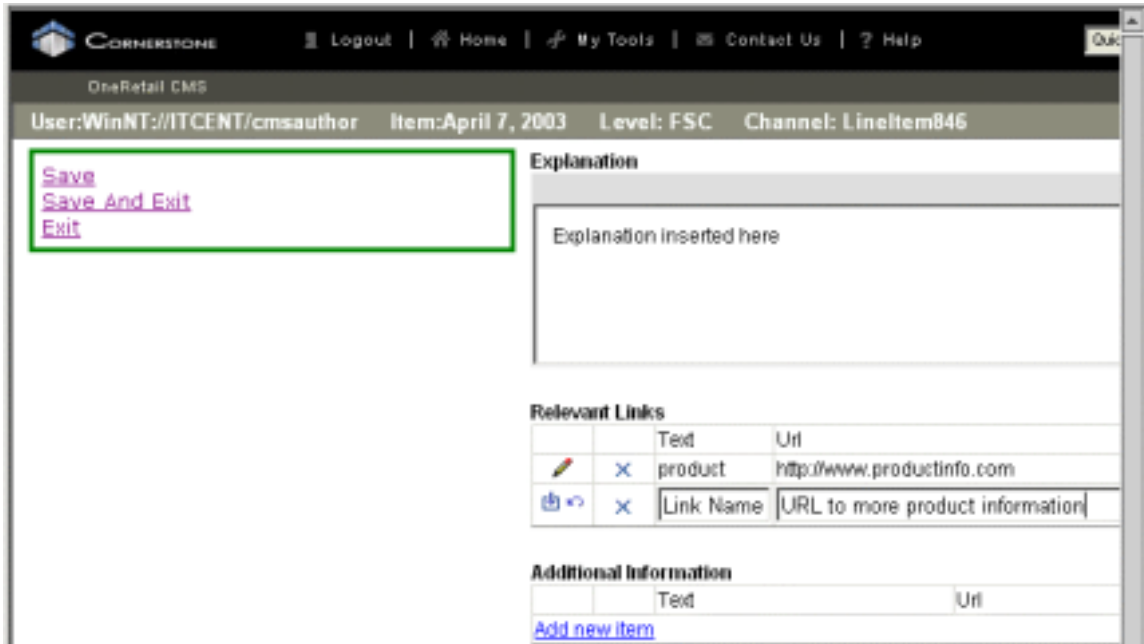 CORNERSTONE Logout | Home | My Tools | Contact Us | ? Help Quic
OneRetail CMS
User:WinNT://ITCENT/cmsauthor Item:April 7, 2003 Level: FSC Channel: LineItem846
Save
Save And Exit
Exit
Explanation
Explanation inserted here
Relevant Links
Text Url
product http://www.productinfo.com
Link Name URL to more product information
Additional Information
Text Url
Add new item